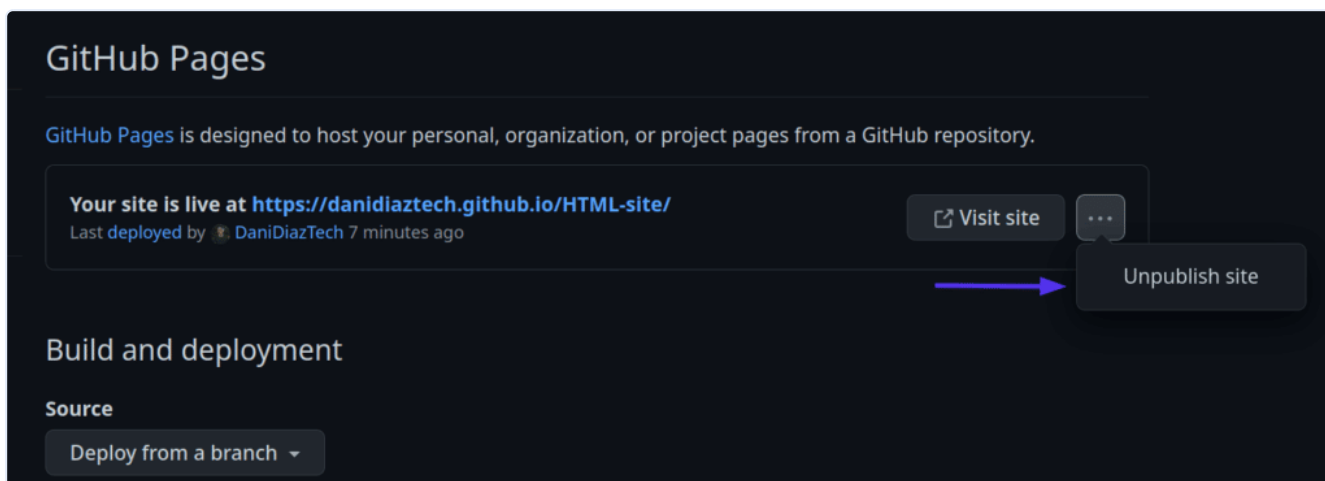 GitHub Pages
GitHub Pages is designed to host your personal, organization, or project pages from a GitHub repository.
Your site is live at https://danidiaztech.github.io/HTML-site/
Last deployed by DaniDiazTech 7 minutes ago
Visit site
Unpublish site
Build and deployment
Source
Deploy from a branch